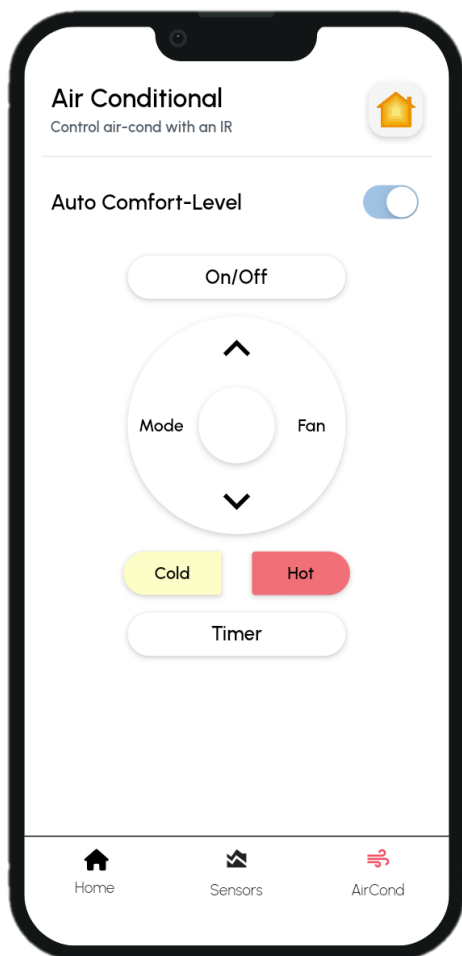 Air Conditional
Control air-cond with an IR
Auto Comfort-Level
On/Off
Mode Fan
Cold Hot
Timer
Home Sensors AirCond